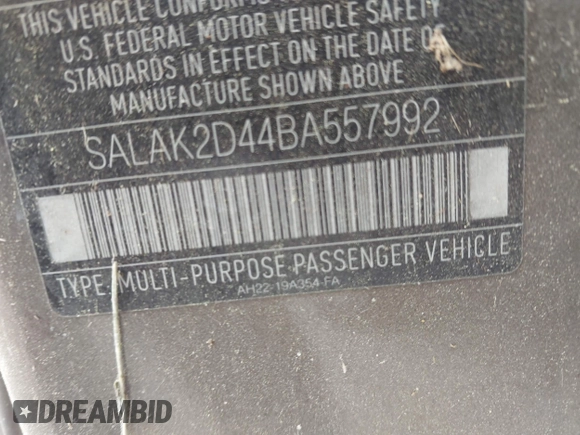 THIS VEHICLE CONFORMS
U.S. FEDERAL MOTOR VEHICLE SAFETY
STANDARDS IN EFFECT ON THE DATE OF
MANUFACTURE SHOWN ABOVE
SALAK2D44BA557992
TYPE: MULTI-PURPOSE PASSENGER VEHICLE
AH22-19A354-FA
DREAMBID